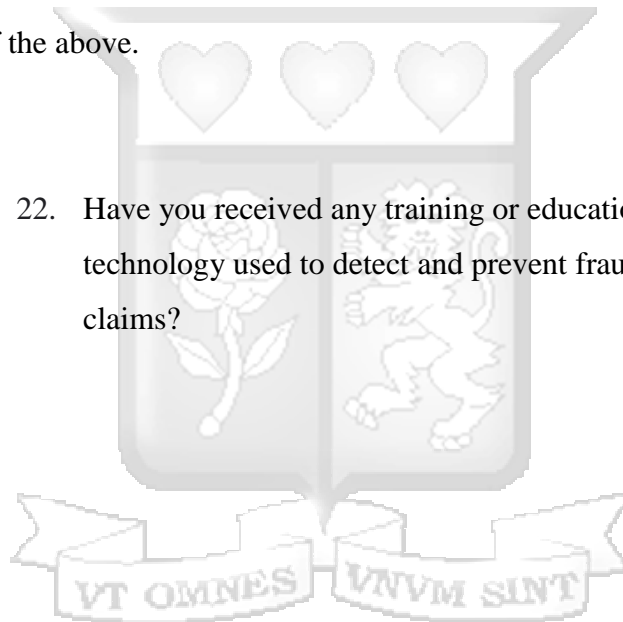 f the above.
22. Have you received any training or educatio
technology used to detect and prevent frau
claims?
VT OMNES VNVM SINT